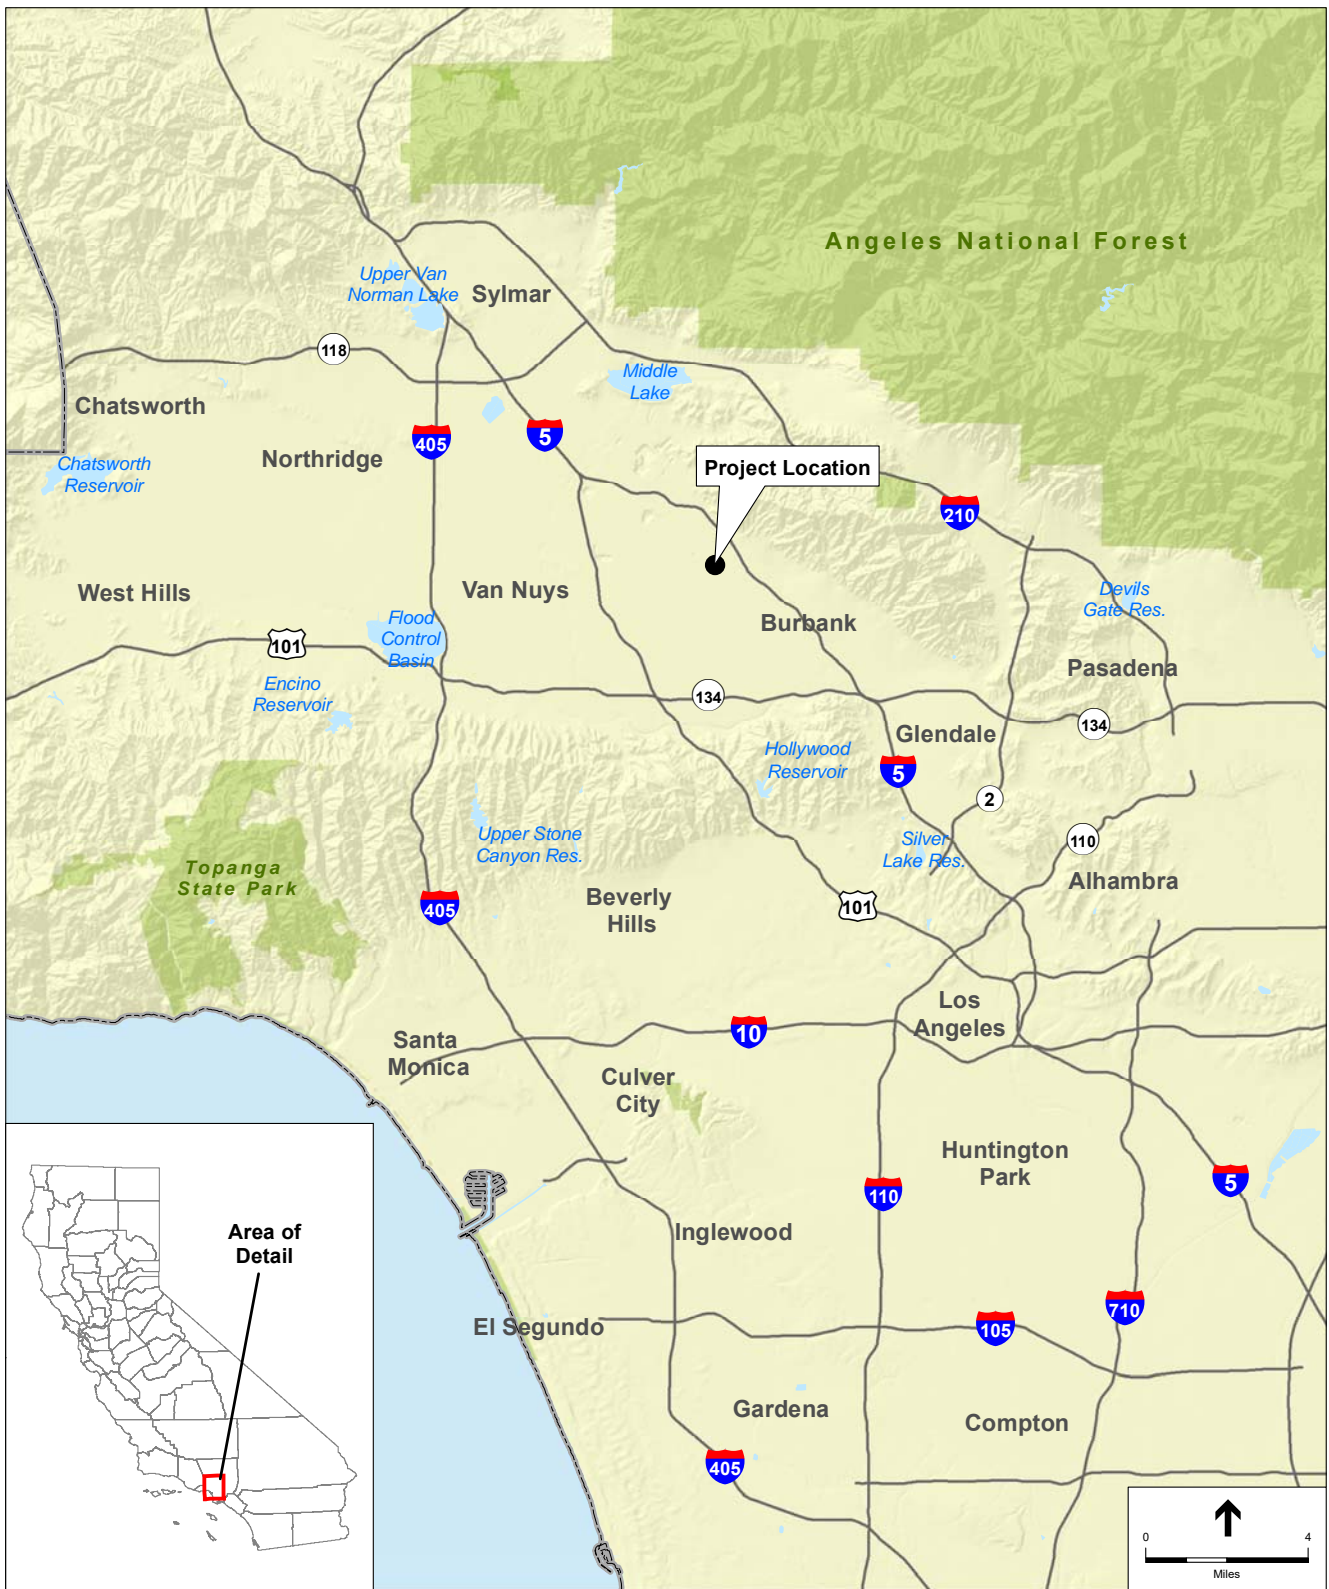 Angeles National Forest
Upper Van
Norman Lake
Sylmar
118
Middle
Lake
Chatsworth
405
5
Northridge
Chatsworth
Reservoir
Project Location
210
West Hills
Van Nuys
Devils
Gate Res.
Flood
Control
Basin
Burbank
101
Pasadena
Encino
Reservoir
134
134
Glendale
Hollywood
Reservoir
5
2
Upper Stone
Canyon Res.
Silver
Lake Res.
110
Topanga
State Park
Alhambra
Beverly
Hills
405
101
Los
Angeles
Santa
Monica
10
Culver
City
Huntington
Park
5
110
Inglewood
Area of
Detail
710
El Segundo
105
Gardena
Compton
405
0
4
Miles